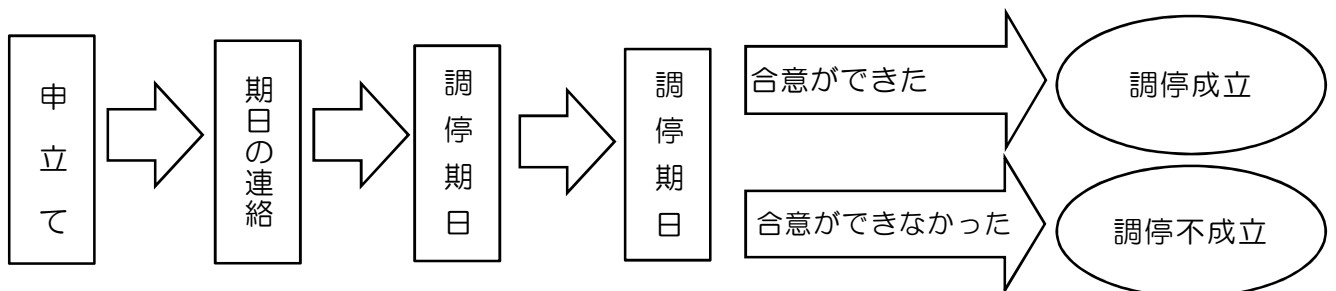 申立て
期日の連絡
調停期日
調停期日
合意ができた
調停成立
合意ができなかった
調停不成立